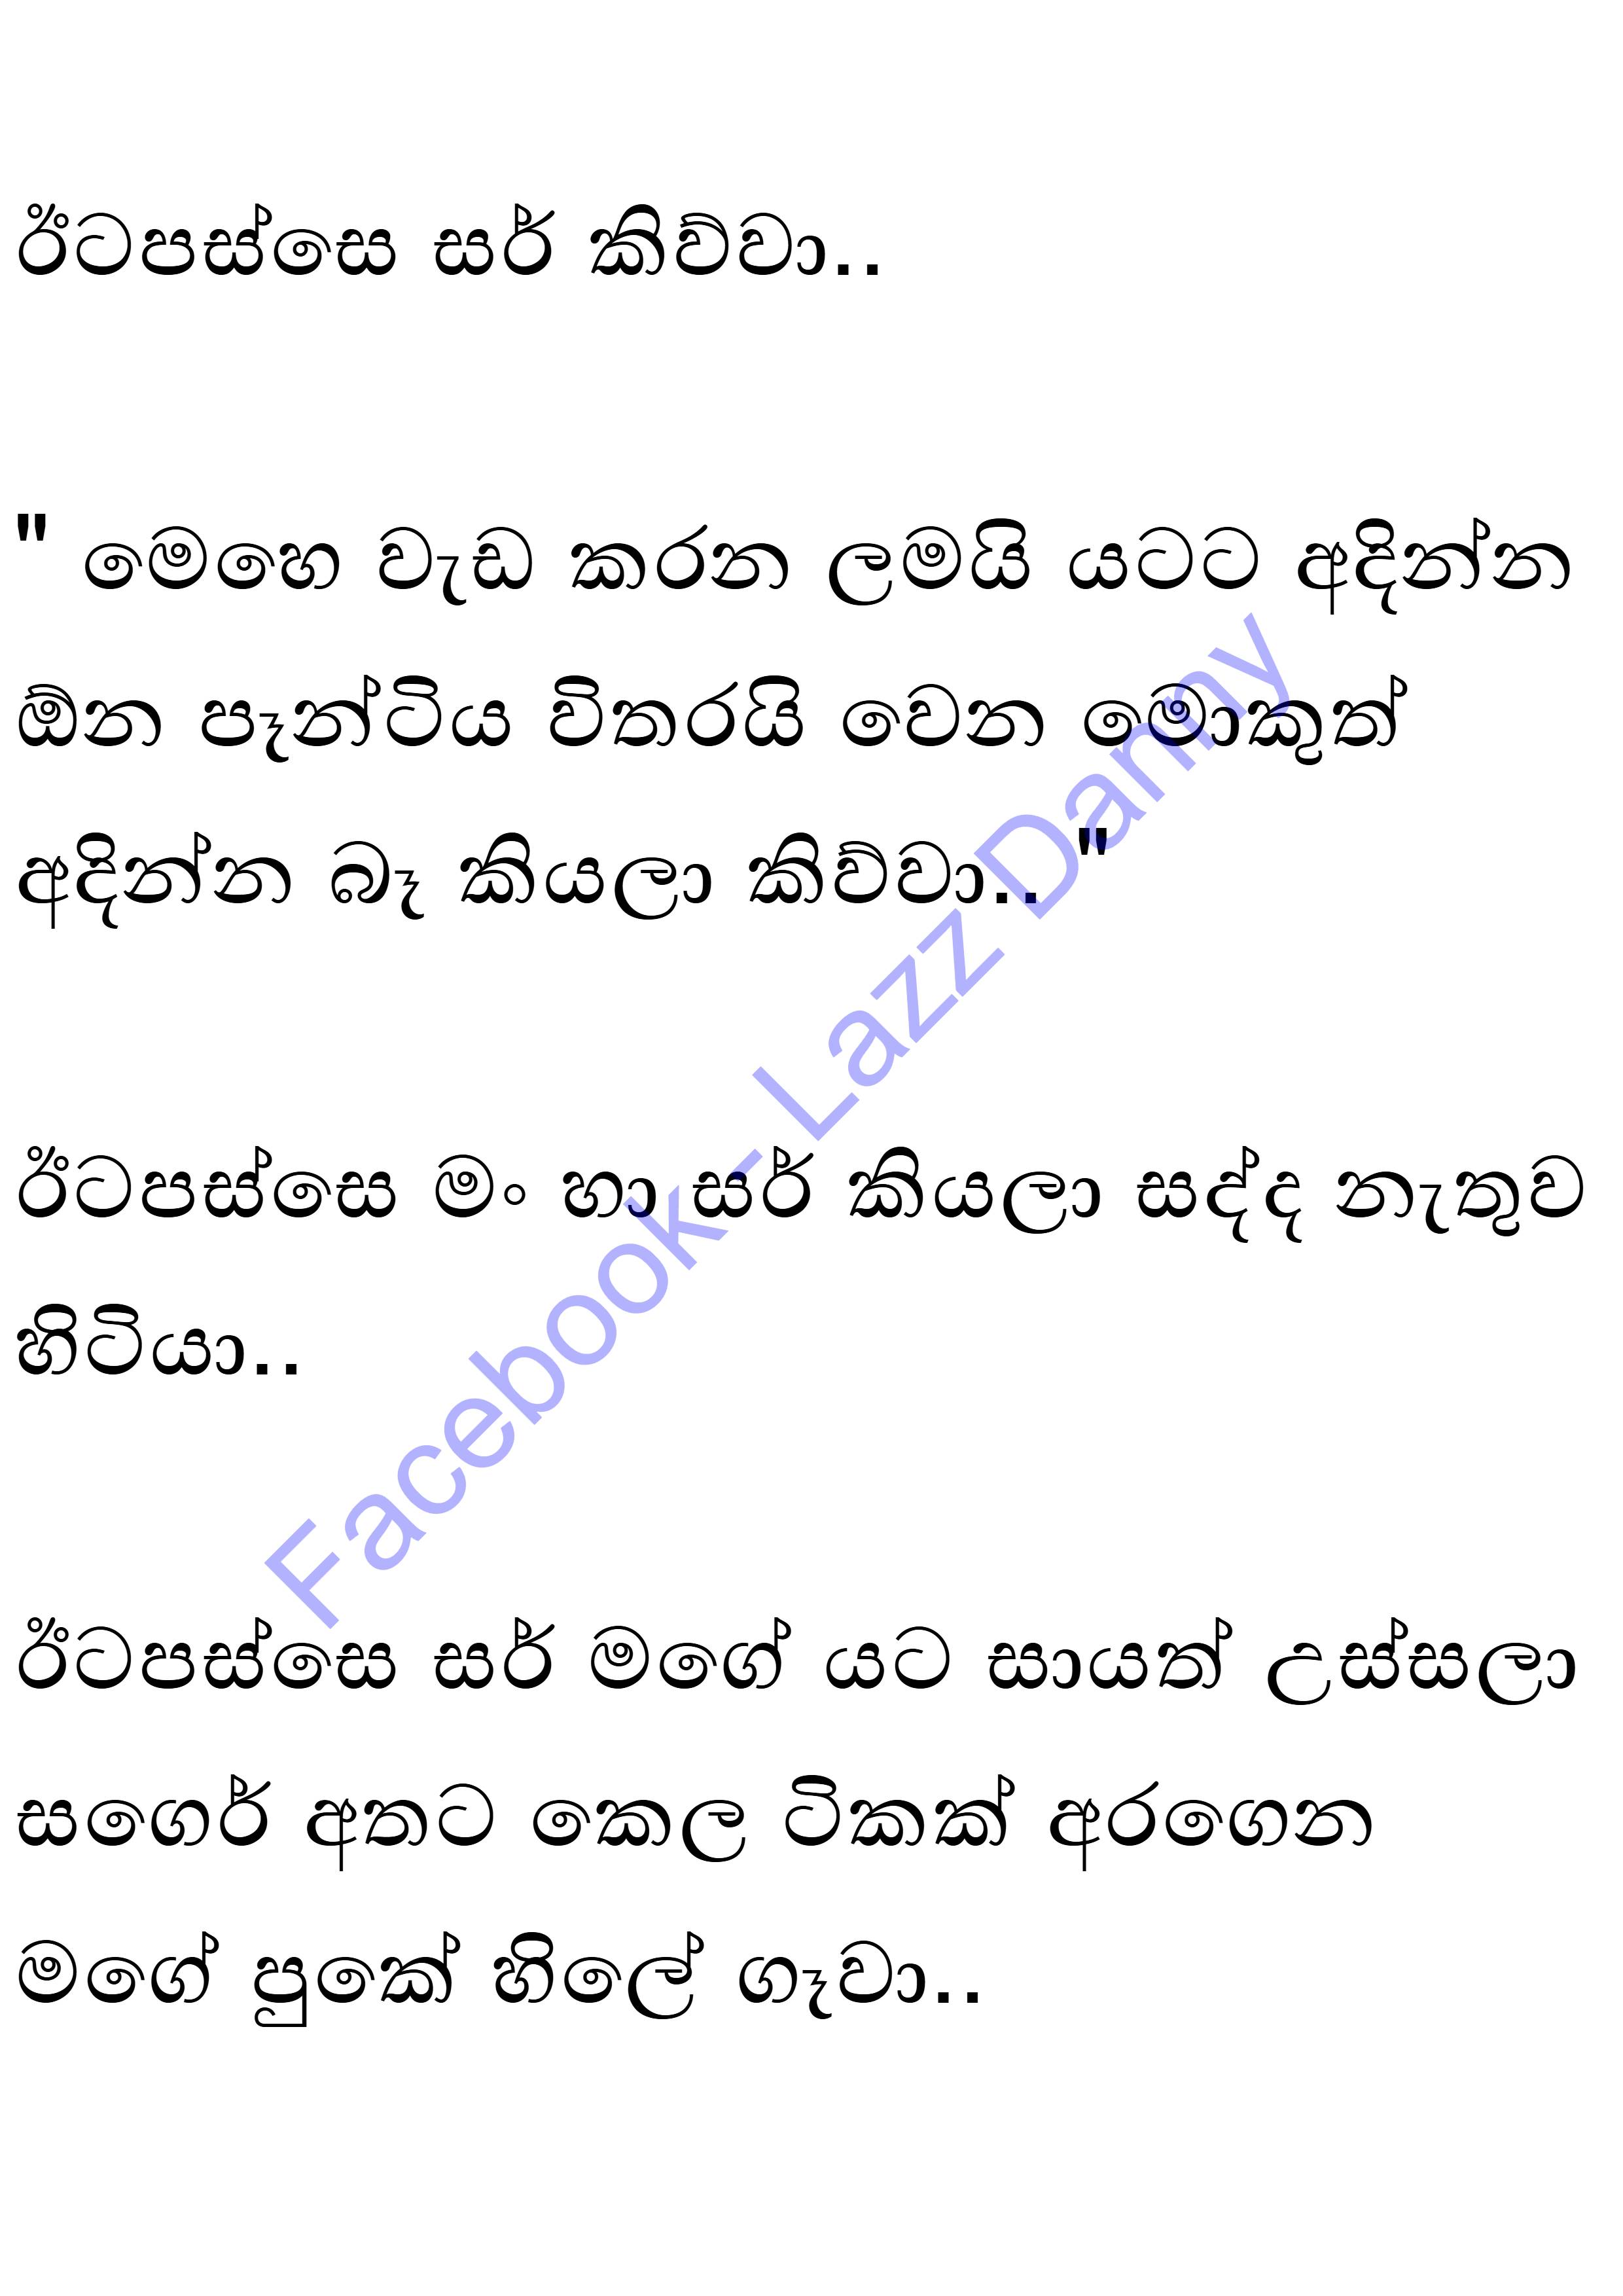 ඊටපස්සෙ සර් කිව්වා..
" මෙහෙ වැඩ කරන ලමයි යටට අදින්න
ඕන පෑන්ටිය විතරයි වෙන මොකුත්
අදින්න බෑ කියලා කිව්වා.. "
ඊටපස්සෙ මං හා සර් කියලා සද්ද නැතුව
හිටියා..
ඊටපස්සෙ සර් මගේ යට සායත් උස්සලා
සගෙර් අතට කෙල ටිකක් අරගෙන
මගේ පුකේ හිලේ ගෑවා..
Facebook- Lazz Danny